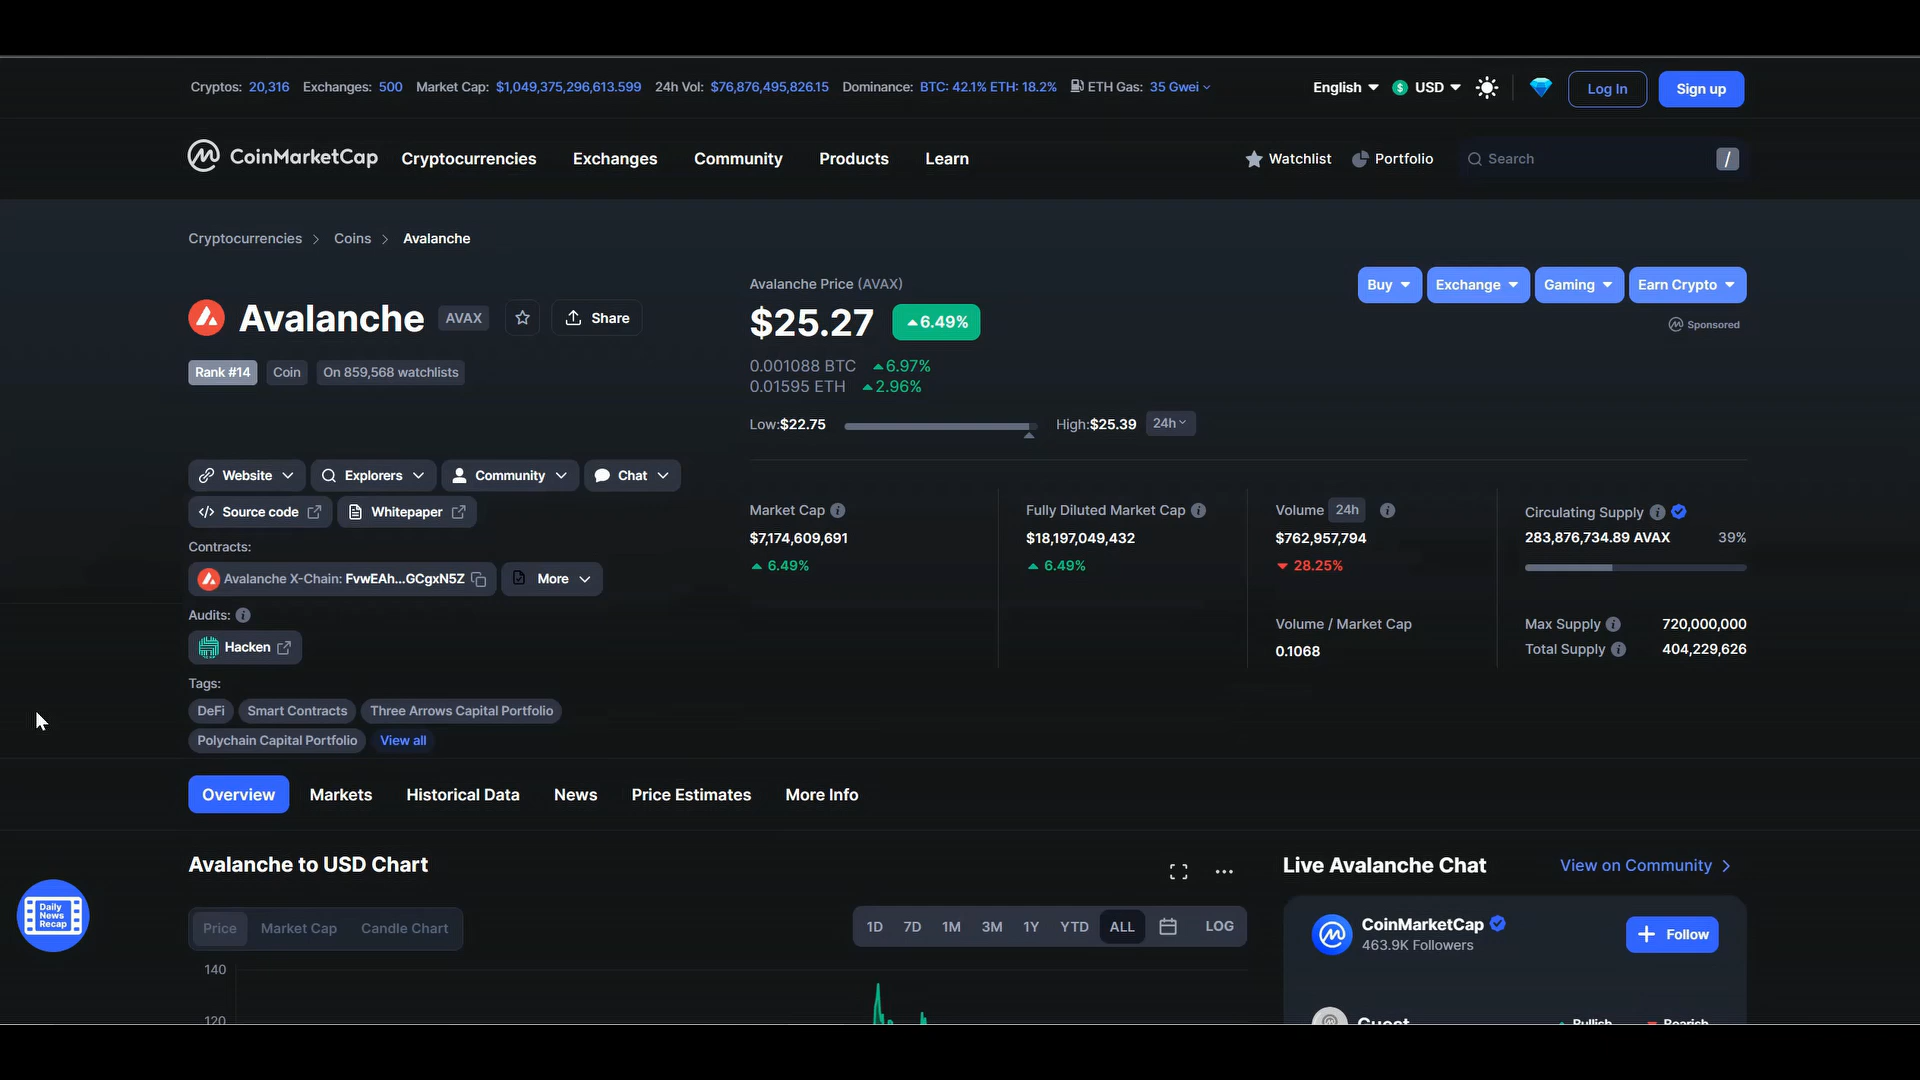 Cryptos: 20,316 Exchanges: 500 Market Cap: $1,049,375,296,613.599 24h Vol: $76,876,495,826.15 Dominance: BTC: 42.1% ETH: 18.2% ETH Gas: 35 Gwei
English USD Log In Sign up
CoinMarketCap Cryptocurrencies Exchanges Community Products Learn
Watchlist Portfolio Search /
Cryptocurrencies > Coins > Avalanche
Avalanche AVAX Share
Rank #14 Coin On 859,568 watchlists
Avalanche Price (AVAX)
$25.27 6.49%
0.001088 BTC 6.97%
0.01595 ETH 2.96%
Low:$22.75 High:$25.39 24h
Buy Exchange Gaming Earn Crypto
Sponsored
Website Explorers Community Chat
Source code Whitepaper
Contracts:
Avalanche X-Chain: FvwEAh...GCgxN5Z More
Audits:
Hacken
Tags:
DeFi Smart Contracts Three Arrows Capital Portfolio
Polychain Capital Portfolio View all
Market Cap
$7,174,609,691
6.49%
Fully Diluted Market Cap
$18,197,049,432
6.49%
Volume 24h
$762,957,794
28.25%
Volume / Market Cap
0.1068
Circulating Supply
283,876,734.89 AVAX 39%
Max Supply 720,000,000
Total Supply 404,229,626
Overview Markets Historical Data News Price Estimates More Info
Avalanche to USD Chart
Price Market Cap Candle Chart
1D 7D 1M 3M 1Y YTD ALL LOG
140
120
Live Avalanche Chat View on Community >
CoinMarketCap
463.9K Followers
+ Follow
Guest Bullish Bearish
Daily
News
Recap